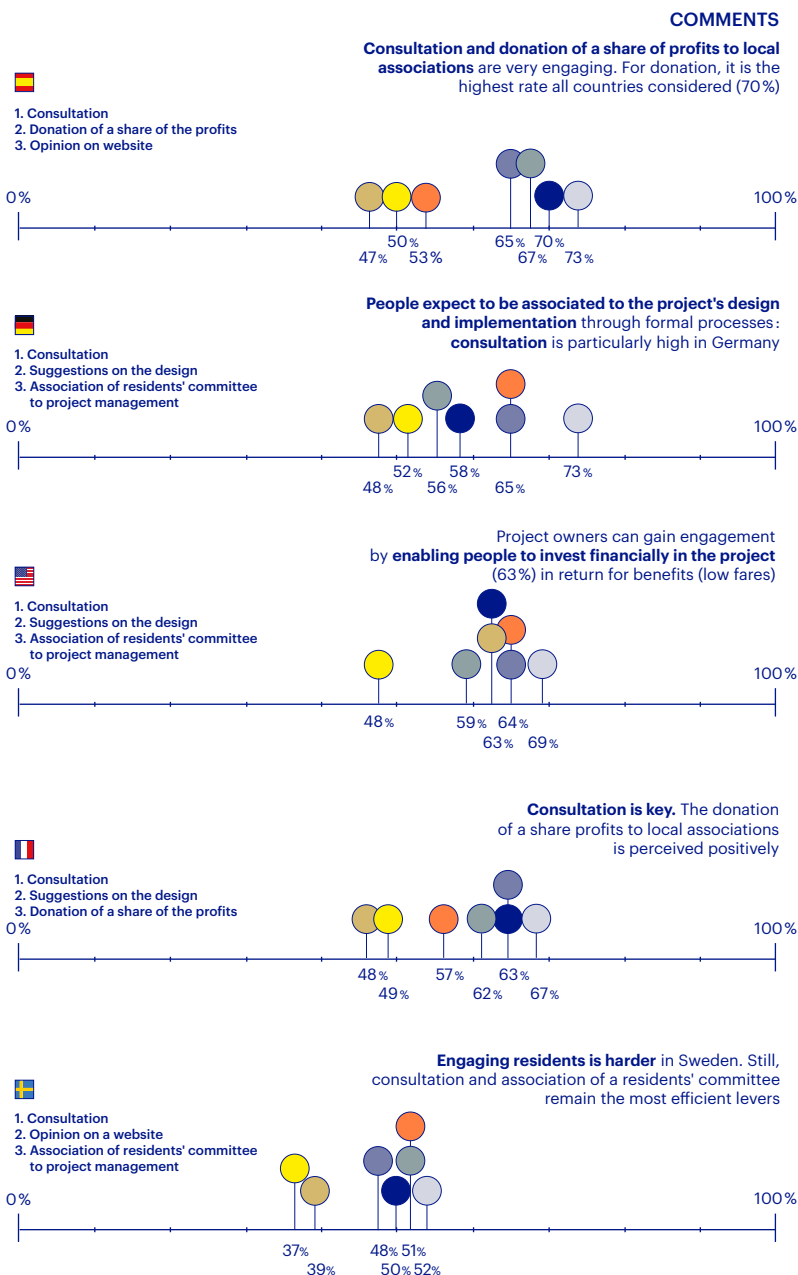 COMMENTS
Consultation and donation of a share of profits to local
associations are very engaging. For donation, it is the
highest rate all countries considered (70%)
1. Consultation
2. Donation of a share of the profits
3. Opinion on website
0%
100%
50%
65% 70%
47% 53%
67% 73%
People expect to be associated to the project's design
and implementation through formal processes:
consultation is particularly high in Germany
1. Consultation
2. Suggestions on the design
3. Association of residents' committee
to project management
0%
100%
52% 58% 73%
48% 56% 65%
Project owners can gain engagement
by enabling people to invest financially in the project
(63%) in return for benefits (low fares)
1. Consultation
2. Suggestions on the design
3. Association of residents' committee
to project management
0%
100%
48% 59% 64%
63% 69%
Consultation is key. The donation
of a share profits to local associations
is perceived positively
1. Consultation
2. Suggestions on the design
3. Donation of a share of the profits
0%
100%
48% 57% 63%
49% 62% 67%
Engaging residents is harder in Sweden. Still,
consultation and association of a residents' committee
remain the most efficient levers
1. Consultation
2. Opinion on a website
3. Association of residents' committee
to project management
0%
100%
37% 48% 51%
39% 50% 52%